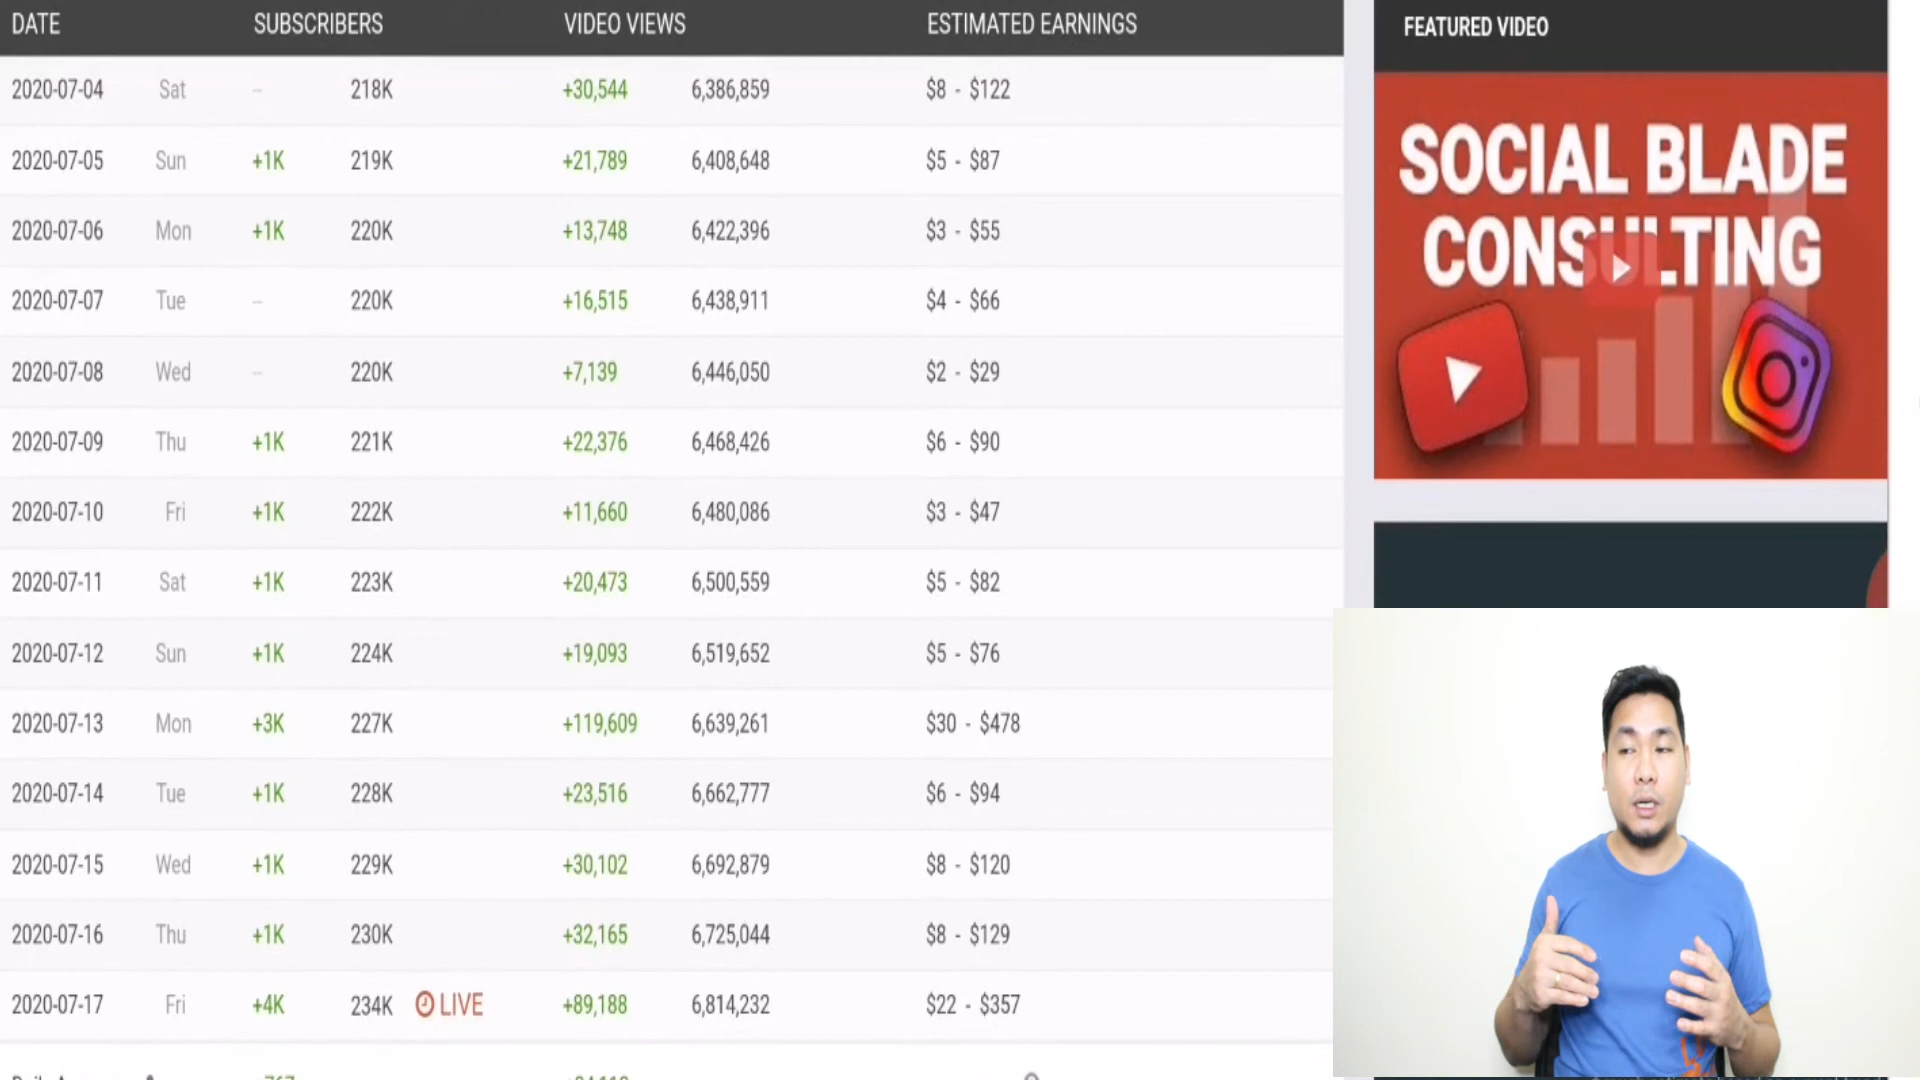 DATE SUBSCRIBERS VIDEO VIEWS ESTIMATED EARNINGS
2020-07-04 Sat -- 218K +30,544 6,386,859 $8 - $122
2020-07-05 Sun +1K 219K +21,789 6,408,648 $5 - $87
2020-07-06 Mon +1K 220K +13,748 6,422,396 $3 - $55
2020-07-07 Tue -- 220K +16,515 6,438,911 $4 - $66
2020-07-08 Wed -- 220K +7,139 6,446,050 $2 - $29
2020-07-09 Thu +1K 221K +22,376 6,468,426 $6 - $90
2020-07-10 Fri +1K 222K +11,660 6,480,086 $3 - $47
2020-07-11 Sat +1K 223K +20,473 6,500,559 $5 - $82
2020-07-12 Sun +1K 224K +19,093 6,519,652 $5 - $76
2020-07-13 Mon +3K 227K +119,609 6,639,261 $30 - $478
2020-07-14 Tue +1K 228K +23,516 6,662,777 $6 - $94
2020-07-15 Wed +1K 229K +30,102 6,692,879 $8 - $120
2020-07-16 Thu +1K 230K +32,165 6,725,044 $8 - $129
2020-07-17 Fri +4K 234K LIVE +89,188 6,814,232 $22 - $357
FEATURED VIDEO
SOCIAL BLADE
CONSULTING